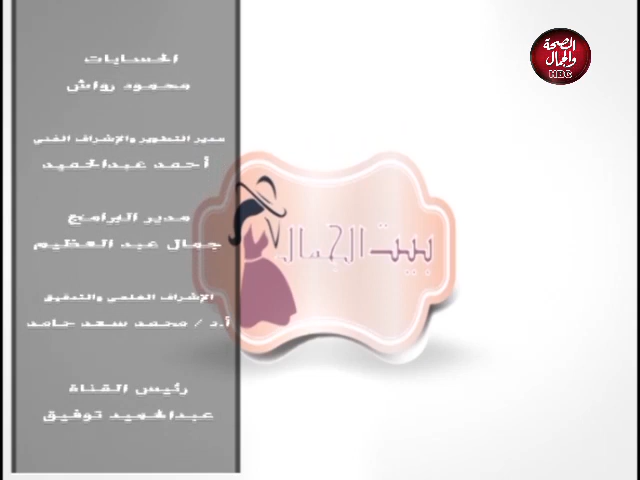 الحسابات
محمود رواش
مدير التطوير والإشراف الفني
أحمد عبدالحميد
مدير البرامج
جمال عبد العظيم
الإشراف العلمى والتدقيق
أ.د / محمد سعد حامد
رئيس القناة
عبدالحميد توفيق
بيت الجمال
الصحة
والجمال
HBC